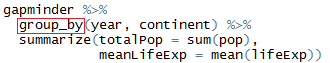 gapminder %>%
group_by(year, continent) %>%
summarize(totalPop = sum(pop),
meanLifeExp = mean(lifeExp))